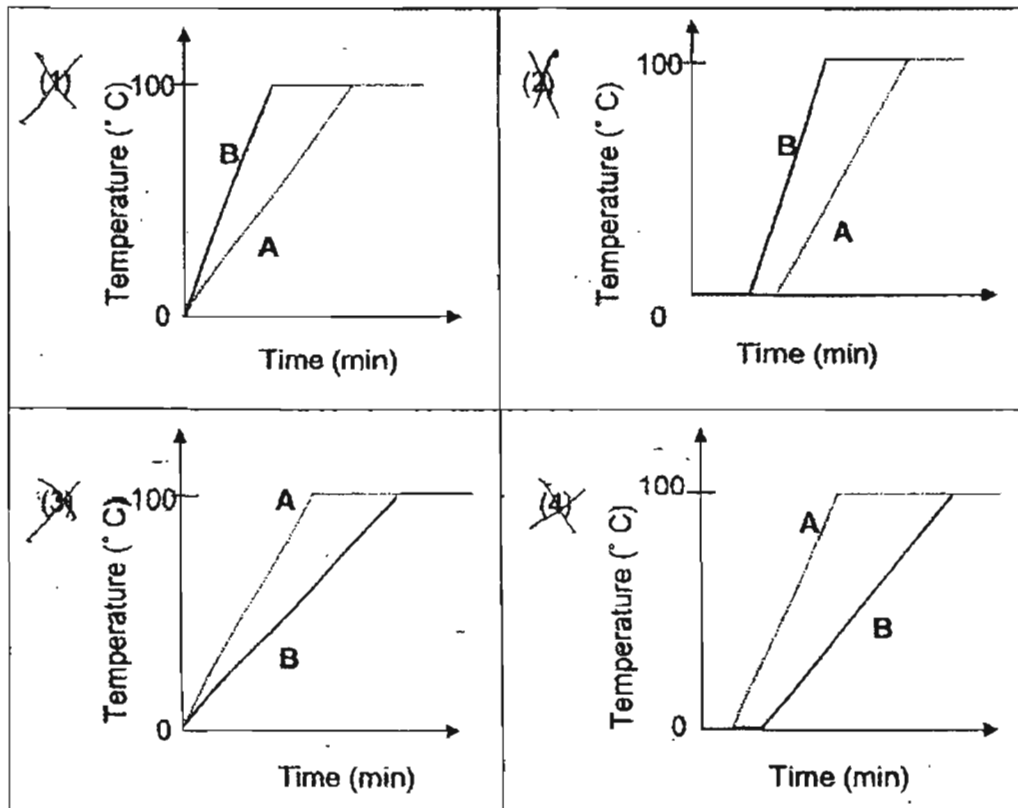 (1)
Temperature (° C)
100
B
A
0
Time (min)
(2)
Temperature (° C)
100
B
A
0
Time (min)
(3)
Temperature (° C)
100
A
B
0
Time (min)
(4)
Temperature (° C)
100
A
B
0
Time (min)